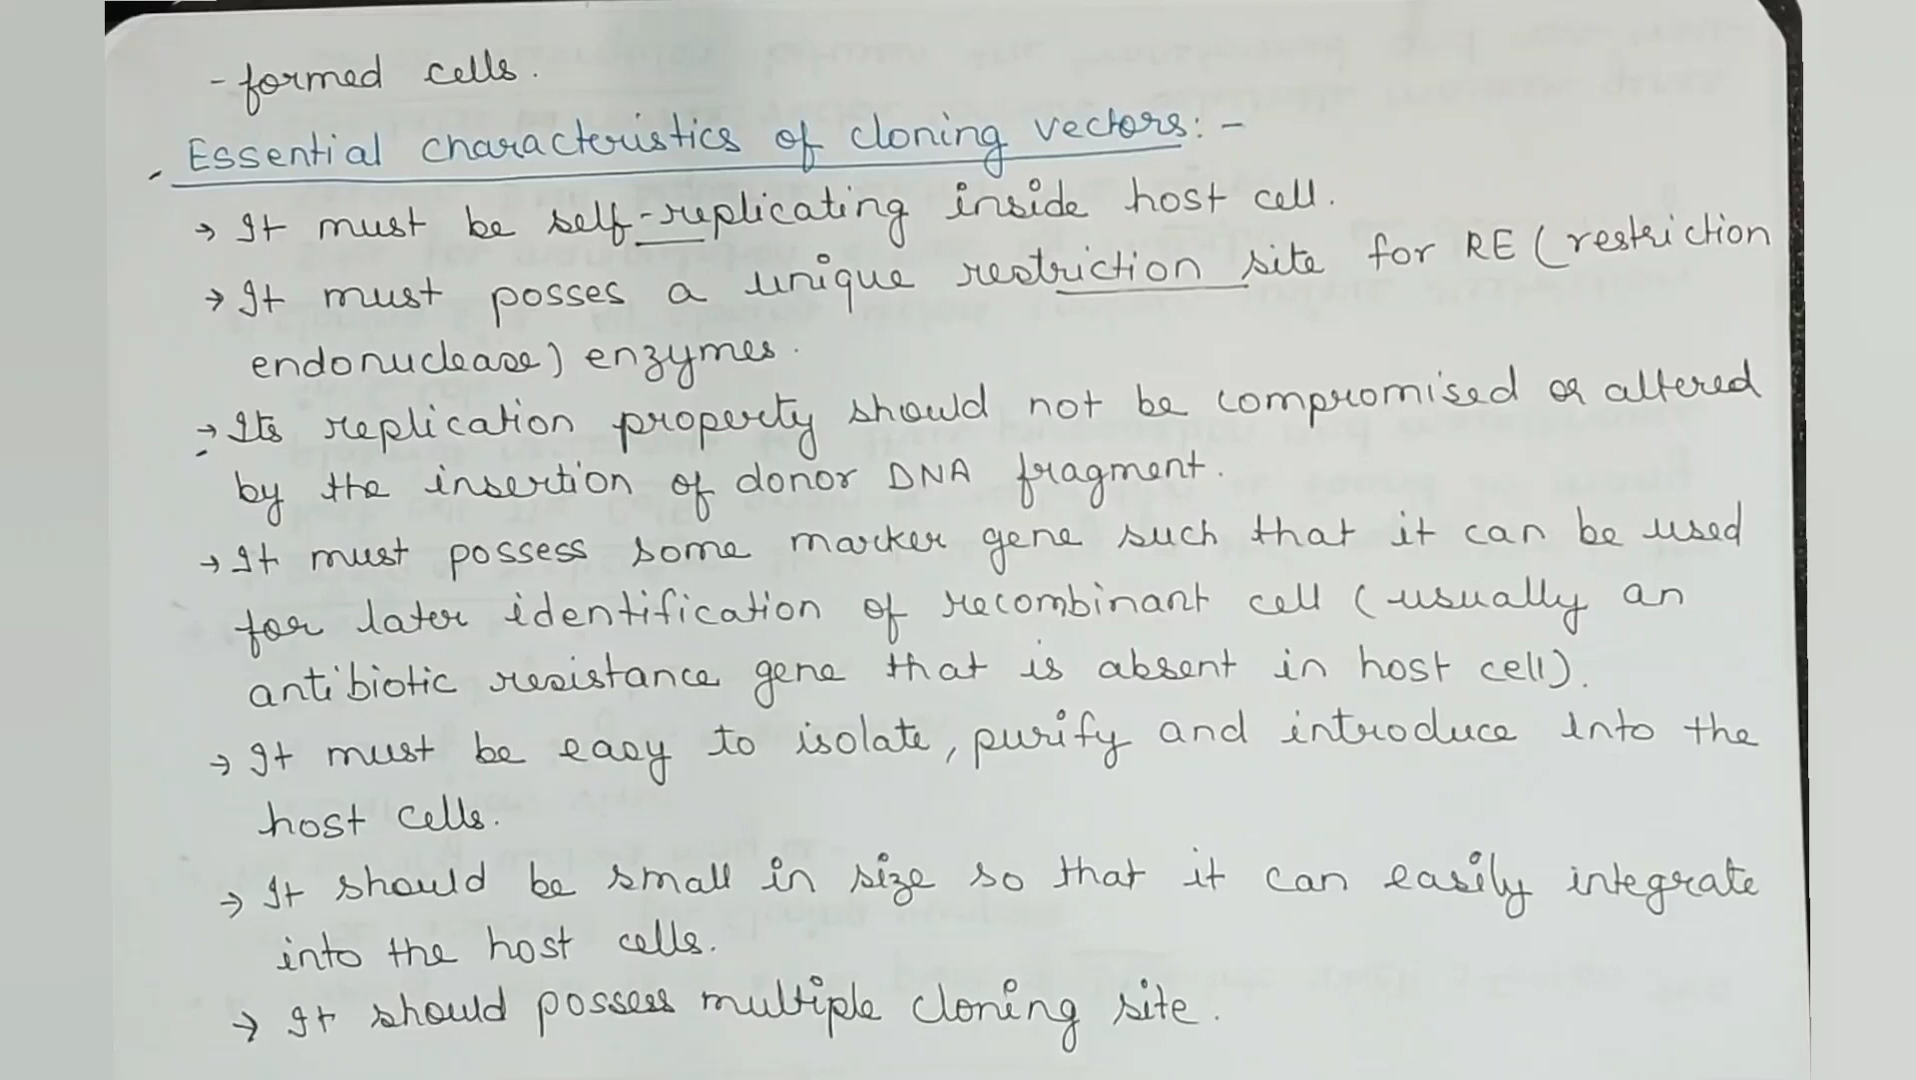 -formed cells.
Essential characteristics of cloning vectors: -
→ It must be self-replicating inside host cell.
→ It must posses a unique restriction site for RE (restriction
endonuclease) enzymes.
→ Its replication property should not be compromised or altered
by the insertion of donor DNA fragment.
→ It must possess some marker gene such that it can be used
for later identification of recombinant cell (usually an
antibiotic resistance gene that is absent in host cell).
→ It must be easy to isolate, purify and introduce into the
host cells.
→ It should be small in size so that it can easily integrate
into the host cells.
→ It should possess multiple cloning site.